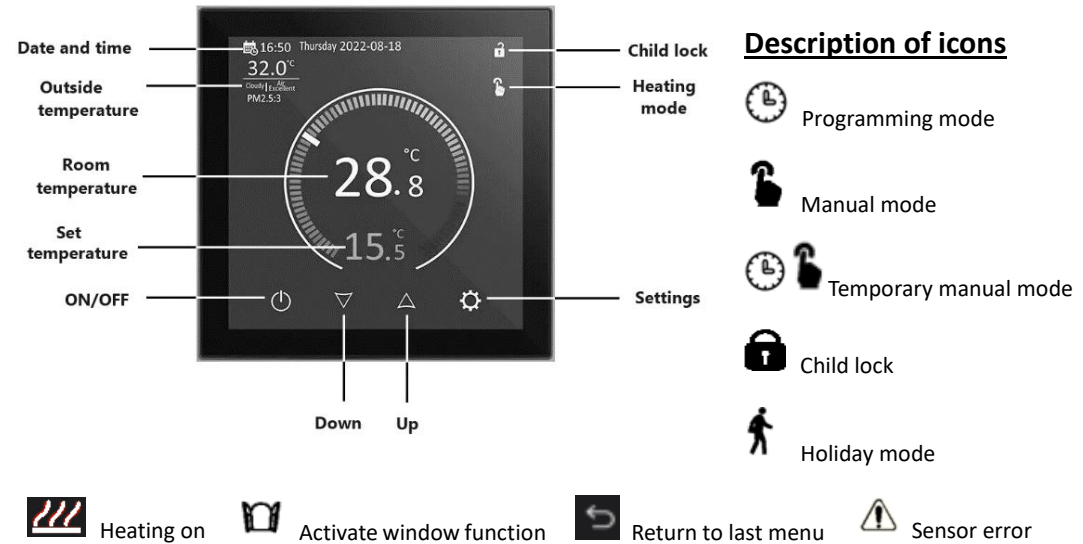 Date and time
Outside
temperature
Room
temperature
Set
temperature
ON/OFF
16:50 Thursday 2022-08-18
32.0°C
Cloudy | Air
Excellent
PM2.5:3
°C
28.8
°C
15.5
Down
Up
Child lock
Heating
mode
Settings
Description of icons
Programming mode
Manual mode
Temporary manual mode
Child lock
Holiday mode
Heating on
Activate window function
Return to last menu
Sensor error